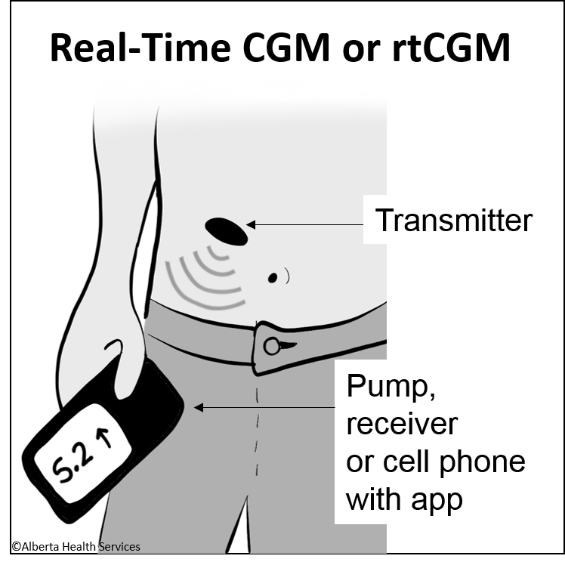 Real-Time CGM or rtCGM
Transmitter
Pump,
receiver
or cell phone
with app
5.2 ↑
©Alberta Health Services